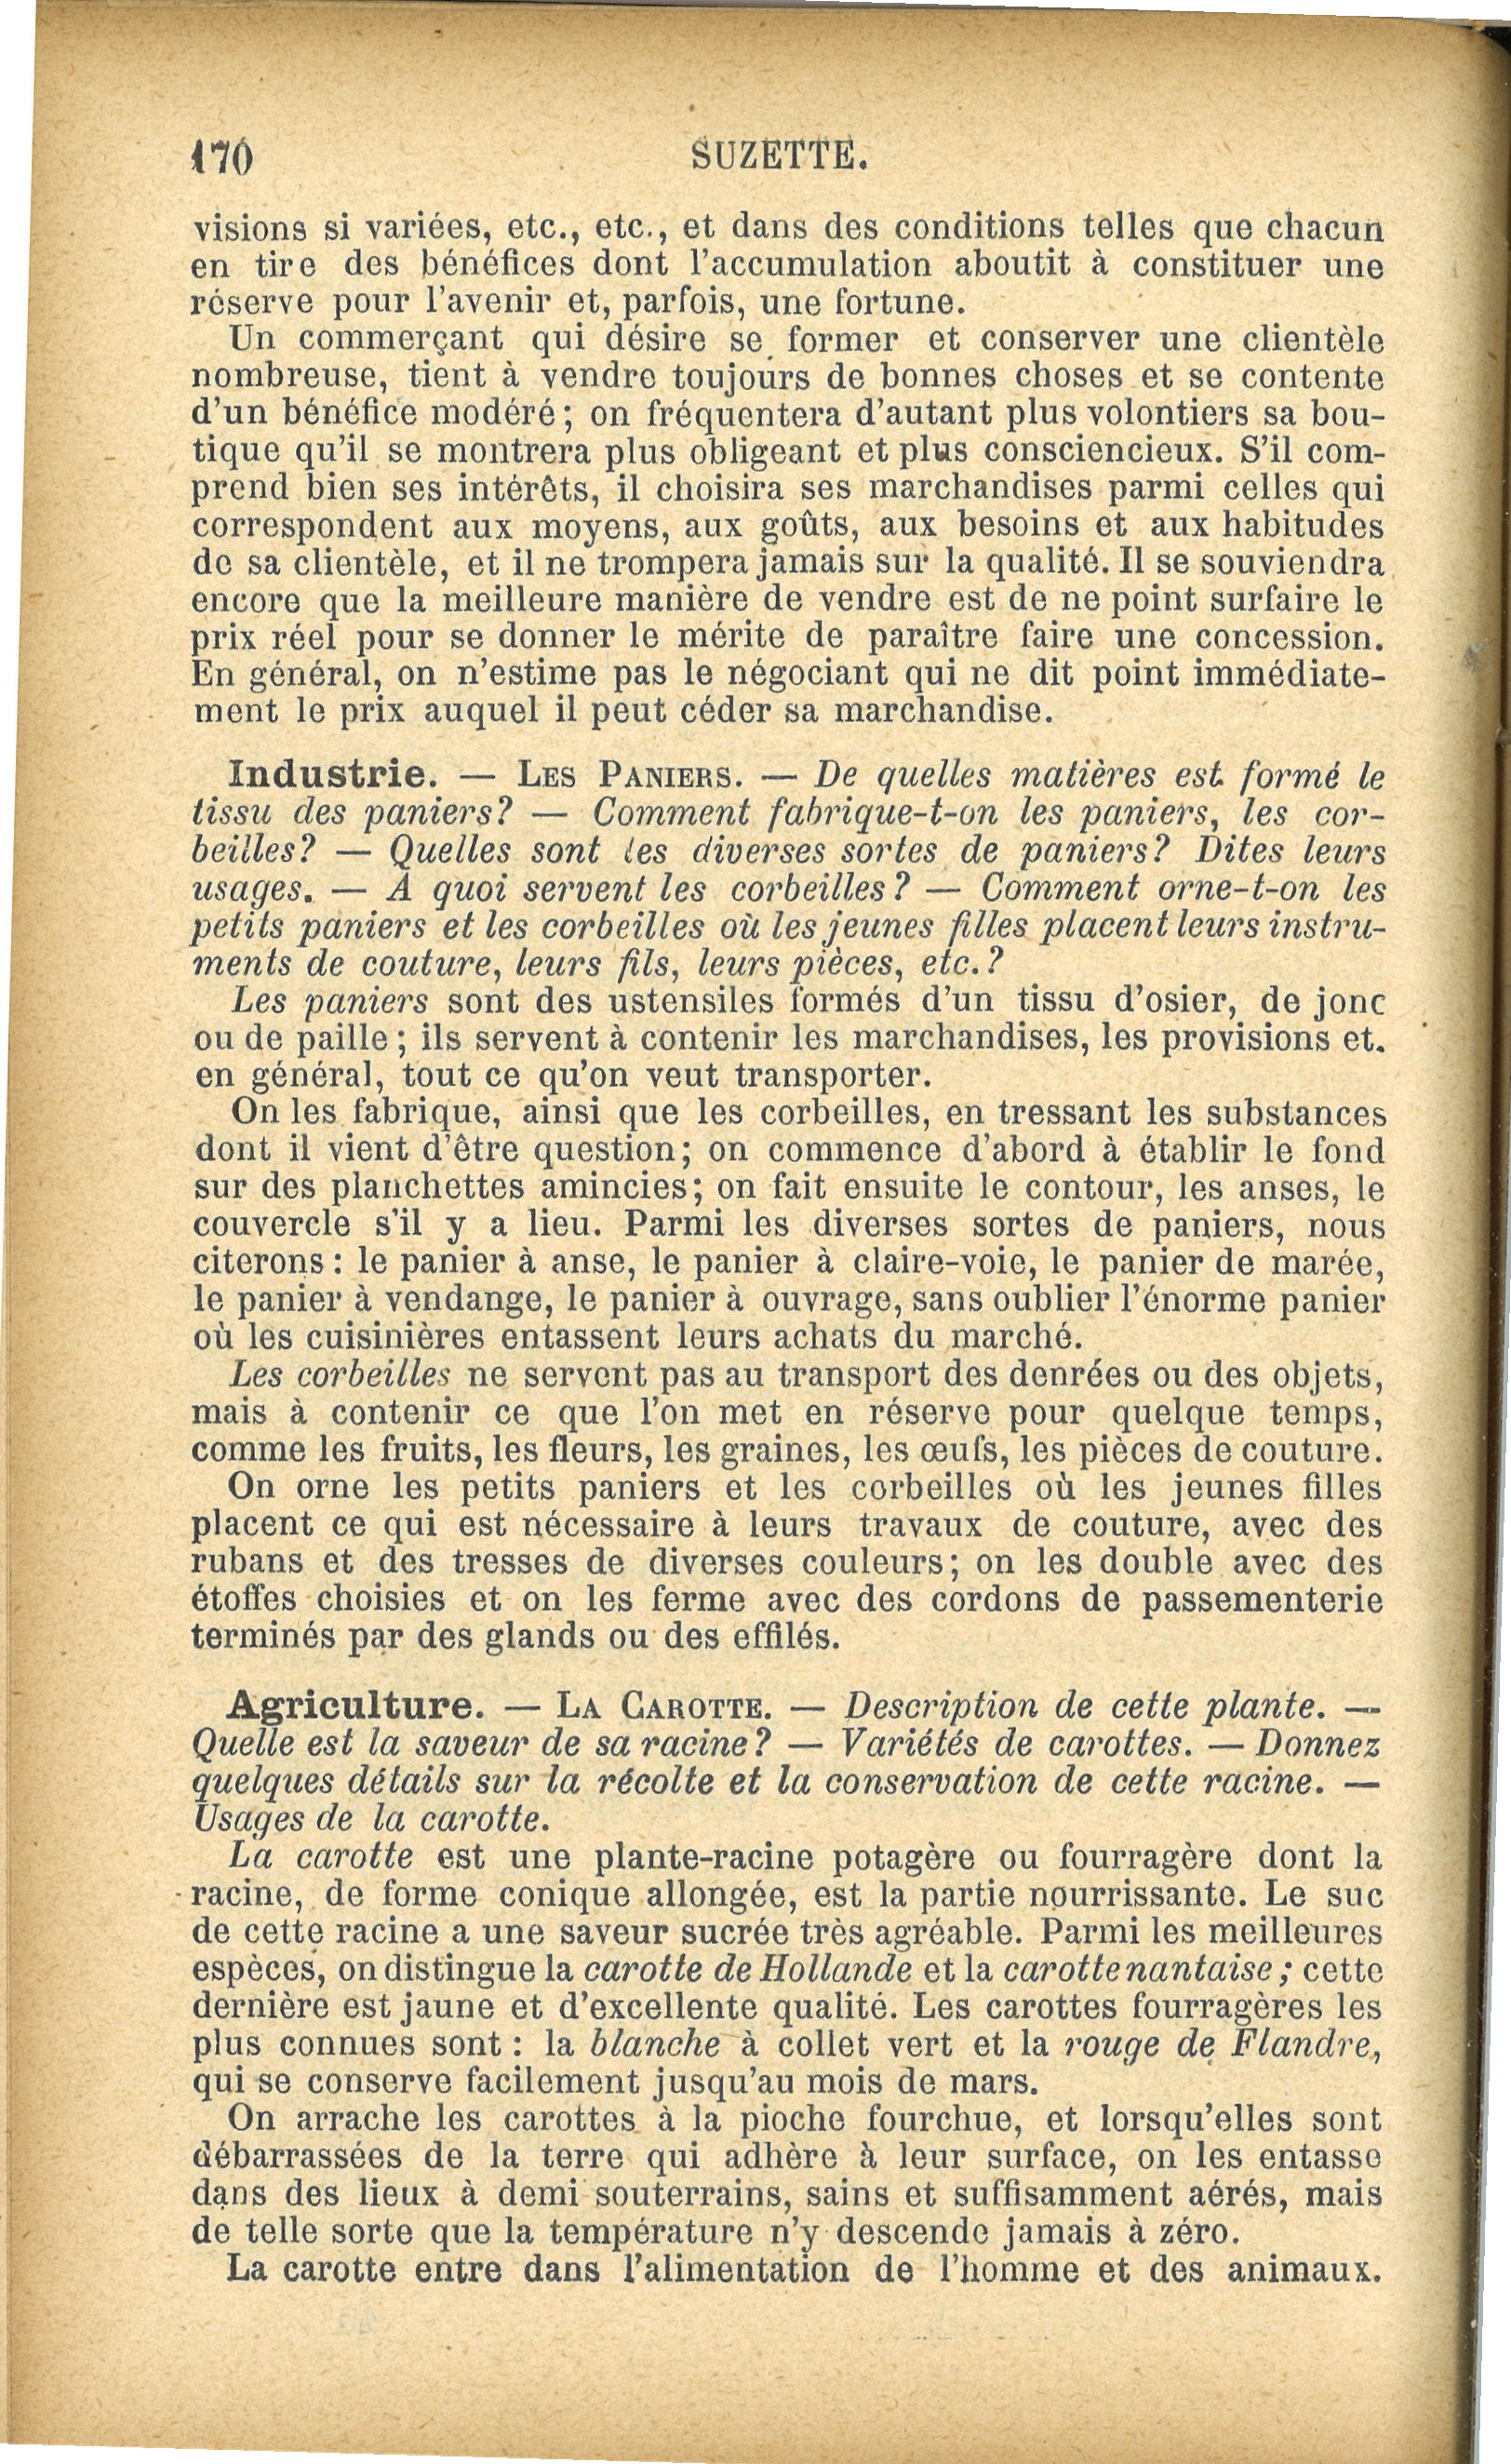 170 SUZETTE.
visions si variées, etc., etc., et dans des conditions telles que chacun
en tire des bénéfices dont l'accumulation aboutit à constituer une
réserve pour l'avenir et, parfois, une fortune.
Un commerçant qui désire se former et conserver une clientèle
nombreuse, tient à vendre toujours de bonnes choses et se contente
d'un bénéfice modéré; on fréquentera d'autant plus volontiers sa bou-
tique qu'il se montrera plus obligeant et plus consciencieux. S'il com-
prend bien ses intérêts, il choisira ses marchandises parmi celles qui
correspondent aux moyens, aux goûts, aux besoins et aux habitudes
de sa clientèle, et il ne trompera jamais sur la qualité. Il se souviendra
encore que la meilleure manière de vendre est de ne point surfaire le
prix réel pour se donner le mérite de paraître faire une concession.
En général, on n'estime pas le négociant qui ne dit point immédiate-
ment le prix auquel il peut céder sa marchandise.
Industrie. — LES PANIERS. — De quelles matières est formé le
tissu des paniers? — Comment fabrique-t-on les paniers, les cor-
beilles? — Quelles sont les diverses sortes de paniers? Dites leurs
usages. — A quoi servent les corbeilles? — Comment orne-t-on les
petits paniers et les corbeilles où les jeunes filles placent leurs instru-
ments de couture, leurs fils, leurs pièces, etc.?
Les paniers sont des ustensiles formés d'un tissu d'osier, de jonc
ou de paille; ils servent à contenir les marchandises, les provisions et.
en général, tout ce qu'on veut transporter.
On les fabrique, ainsi que les corbeilles, en tressant les substances
dont il vient d'être question; on commence d'abord à établir le fond
sur des planchettes amincies; on fait ensuite le contour, les anses, le
couvercle s'il y a lieu. Parmi les diverses sortes de paniers, nous
citerons: le panier à anse, le panier à claire-voie, le panier de marée,
le panier à vendange, le panier à ouvrage, sans oublier l'énorme panier
où les cuisinières entassent leurs achats du marché.
Les corbeilles ne servent pas au transport des denrées ou des objets,
mais à contenir ce que l'on met en réserve pour quelque temps,
comme les fruits, les fleurs, les graines, les œufs, les pièces de couture.
On orne les petits paniers et les corbeilles où les jeunes filles
placent ce qui est nécessaire à leurs travaux de couture, avec des
rubans et des tresses de diverses couleurs; on les double avec des
étoffes choisies et on les ferme avec des cordons de passementerie
terminés par des glands ou des effilés.
Agriculture. — LA CAROTTE. — Description de cette plante. —
Quelle est la saveur de sa racine? — Variétés de carottes. — Donnez
quelques détails sur la récolte et la conservation de cette racine. —
Usages de la carotte.
La carotte est une plante-racine potagère ou fourragère dont la
racine, de forme conique allongée, est la partie nourrissante. Le suc
de cette racine a une saveur sucrée très agréable. Parmi les meilleures
espèces, on distingue la carotte de Hollande et la carotte nantaise; cette
dernière est jaune et d'excellente qualité. Les carottes fourragères les
plus connues sont: la blanche à collet vert et la rouge de Flandre,
qui se conserve facilement jusqu'au mois de mars.
On arrache les carottes à la pioche fourchue, et lorsqu'elles sont
débarrassées de la terre qui adhère à leur surface, on les entasse
dans des lieux à demi souterrains, sains et suffisamment aérés, mais
de telle sorte que la température n'y descende jamais à zéro.
La carotte entre dans l'alimentation de l'homme et des animaux.